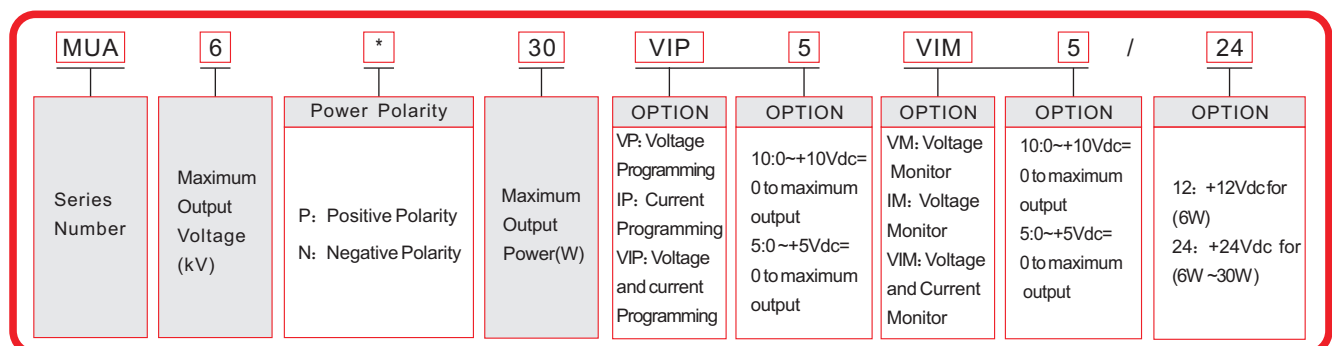 MUA 6 * 30 VIP 5 VIM 5 / 24
Series
Number
Maximum
Output
Voltage
(kV)
Power Polarity
P: Positive Polarity
N: Negative Polarity
Maximum
Output
Power(W)
OPTION
VP: Voltage
Programming
IP: Current
Programming
VIP: Voltage
and current
Programming
OPTION
10:0~+10Vdc=
0 to maximum
output
5:0~+5Vdc=
0 to maximum
output
OPTION
VM: Voltage
Monitor
IM: Voltage
Monitor
VIM: Voltage
and Current
Monitor
OPTION
10:0~+10Vdc=
0 to maximum
output
5:0~+5Vdc=
0 to maximum
output
OPTION
12: +12Vdc for
(6W)
24: +24Vdc for
(6W ~30W)